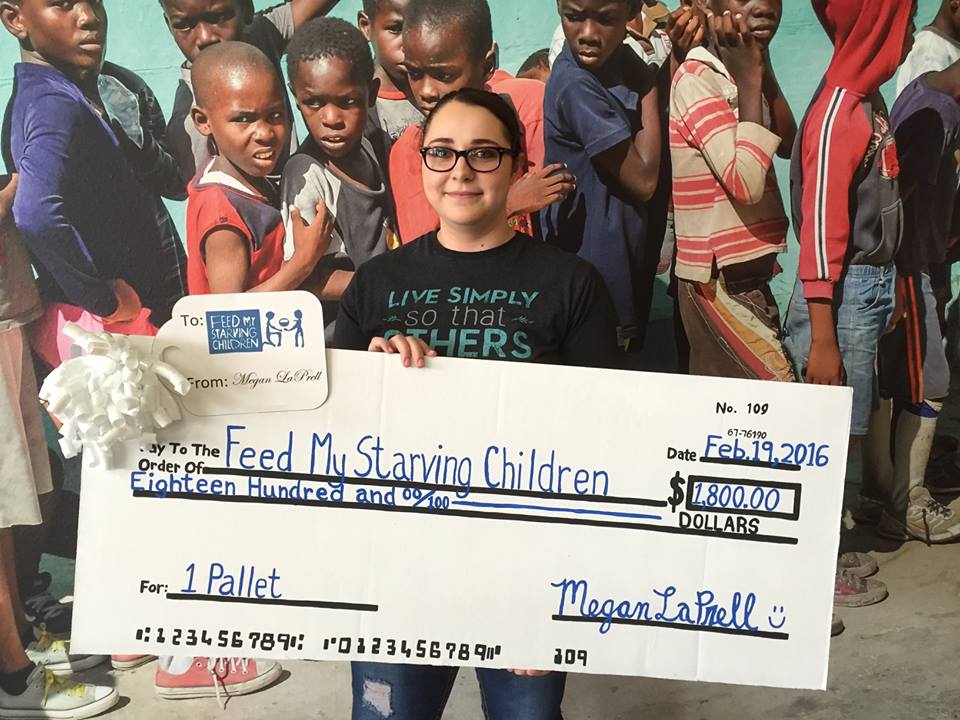 LIVE SIMPLY
so that
OTHERS
To: FEED MY
STARVING
CHILDREN
From: Megan LaPrell
No. 109
67-76190
Date Feb. 19, 2016
Pay To The
Order Of Feed My Starving Children
$ 1,800.00
Eighteen Hundred and 00/100
DOLLARS
For: 1 Pallet
Megan LaPrell :)
⑆123456789⑆ ⑈0123456789⑈ 109